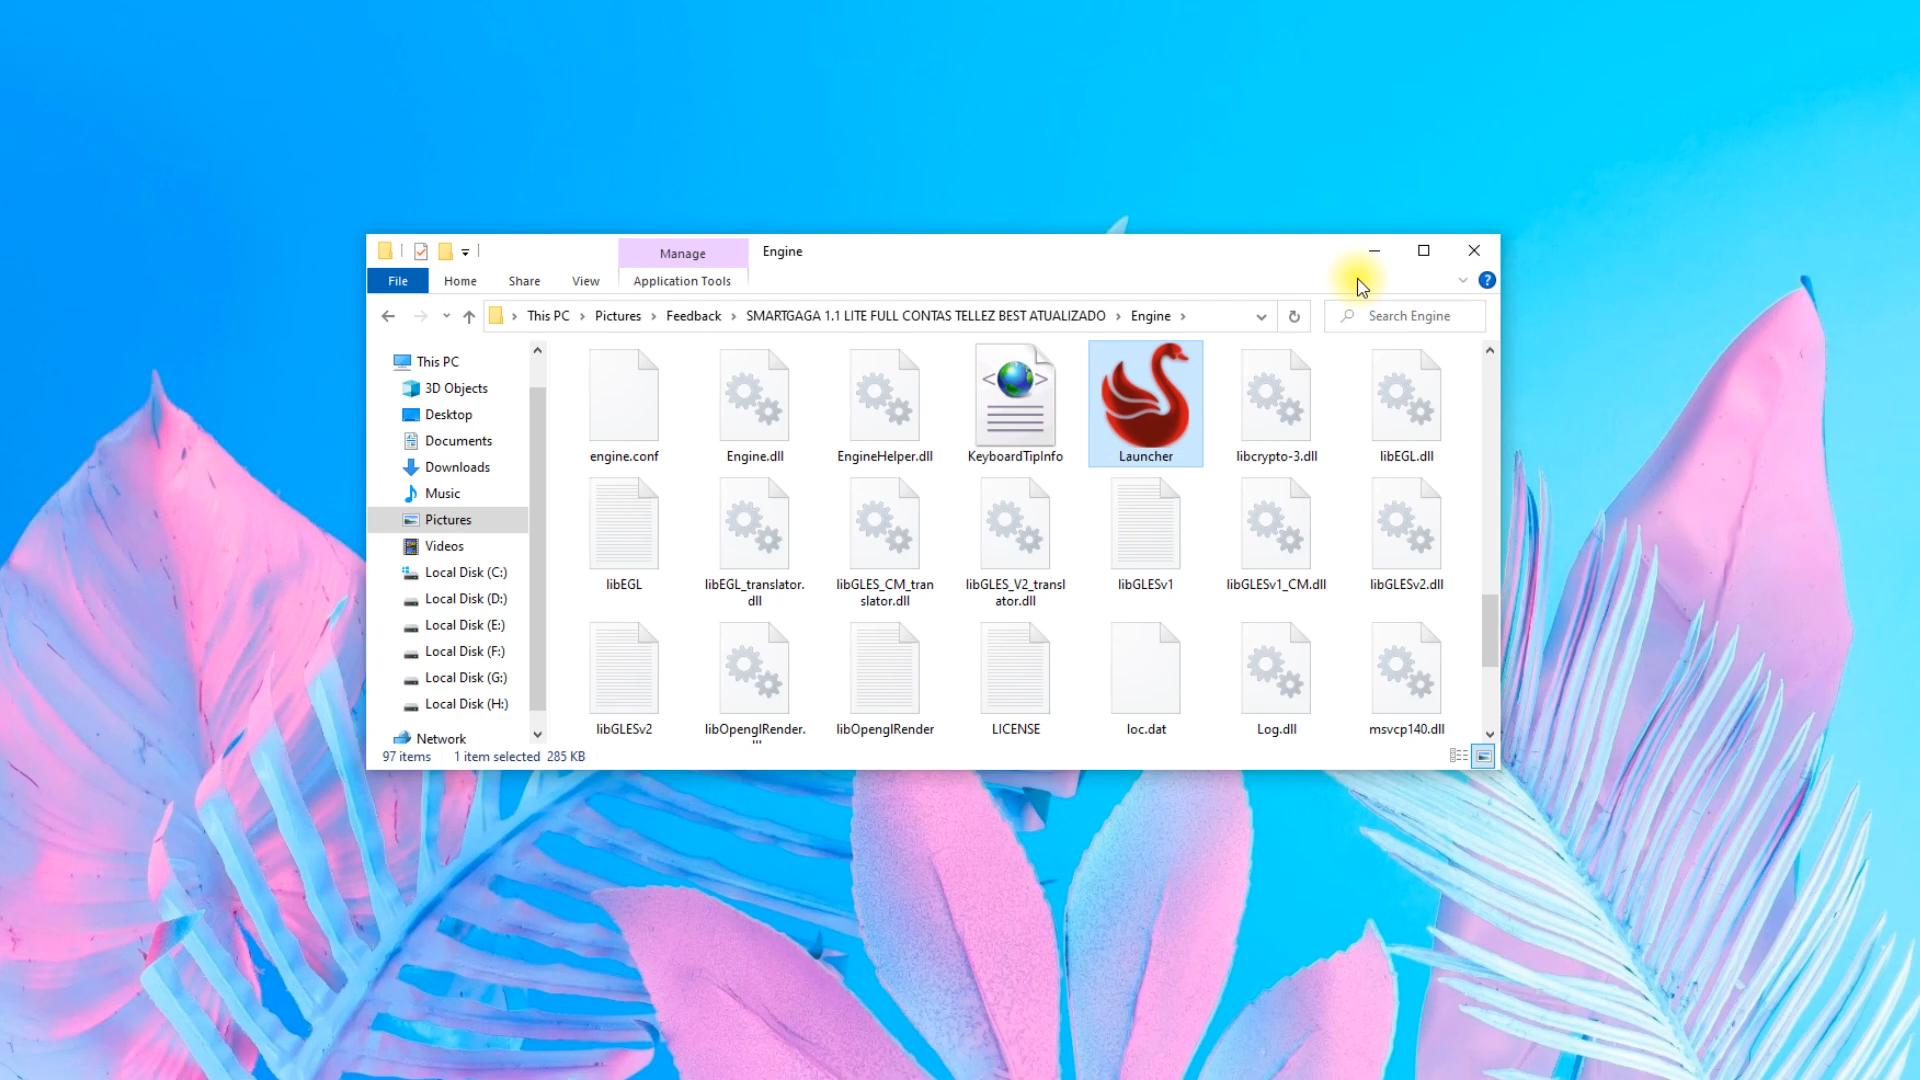 Manage
Engine
File
Home
Share
View
Application Tools
This PC
Pictures
Feedback
SMARTGAGA 1.1 LITE FULL CONTAS TELLEZ BEST ATUALIZADO
Engine
Search Engine
This PC
3D Objects
Desktop
Documents
Downloads
Music
Pictures
Videos
Local Disk (C:)
Local Disk (D:)
Local Disk (E:)
Local Disk (F:)
Local Disk (G:)
Local Disk (H:)
Network
engine.conf
Engine.dll
EngineHelper.dll
KeyboardTipInfo
Launcher
libcrypto-3.dll
libEGL.dll
libEGL
libEGL_translator.
dll
libGLES_CM_tran
slator.dll
libGLES_V2_transl
ator.dll
libGLESv1
libGLESv1_CM.dll
libGLESv2.dll
libGLESv2
libOpenglRender.
libOpenglRender
LICENSE
loc.dat
Log.dll
msvcp140.dll
97 items
1 item selected 285 KB